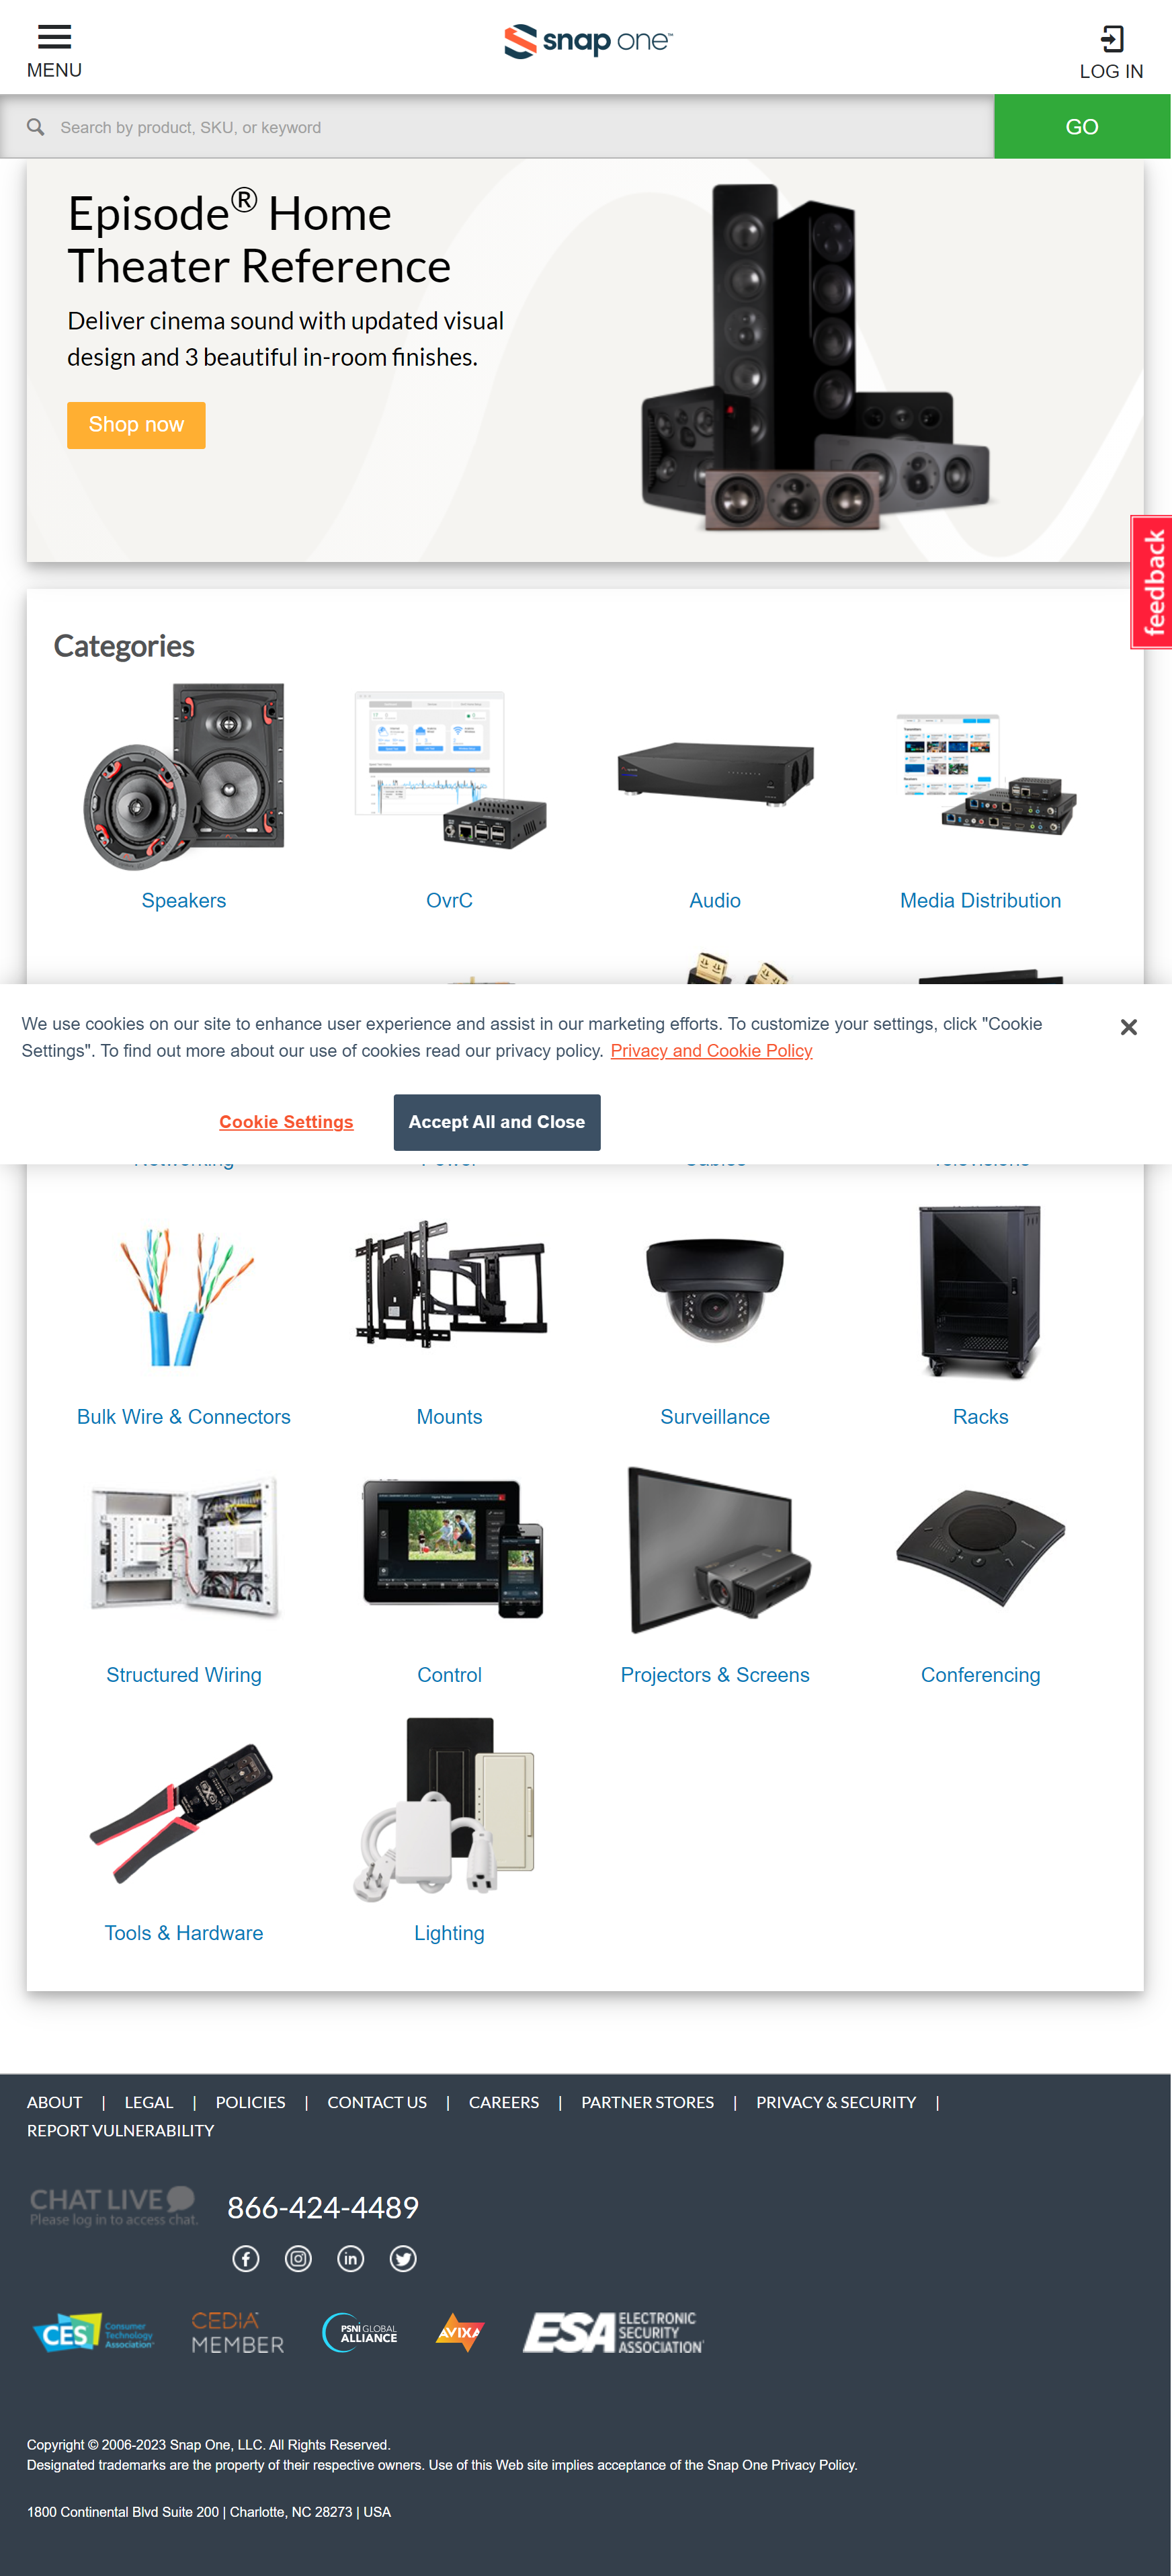 MENU
snap one™
LOG IN
Search by product, SKU, or keyword
GO
Episode® Home
Theater Reference
Deliver cinema sound with updated visual
design and 3 beautiful in-room finishes.
Shop now
feedback
Categories
Speakers
OvrC
Audio
Media Distribution
We use cookies on our site to enhance user experience and assist in our marketing efforts. To customize your settings, click "Cookie
Settings". To find out more about our use of cookies read our privacy policy. Privacy and Cookie Policy
Cookie Settings
Accept All and Close
Networking
Power
Cables
Televisions
Bulk Wire & Connectors
Mounts
Surveillance
Racks
Structured Wiring
Control
Projectors & Screens
Conferencing
Tools & Hardware
Lighting
ABOUT | LEGAL | POLICIES | CONTACT US | CAREERS | PARTNER STORES | PRIVACY & SECURITY |
REPORT VULNERABILITY
CHAT LIVE
Please log in to access chat.
866-424-4489
CES Consumer
Technology
Association
CEDIA
MEMBER
PSNI GLOBAL
ALLIANCE
AVIXA
ESA ELECTRONIC
SECURITY
ASSOCIATION
Copyright © 2006-2023 Snap One, LLC. All Rights Reserved.
Designated trademarks are the property of their respective owners. Use of this Web site implies acceptance of the Snap One Privacy Policy.
1800 Continental Blvd Suite 200 | Charlotte, NC 28273 | USA